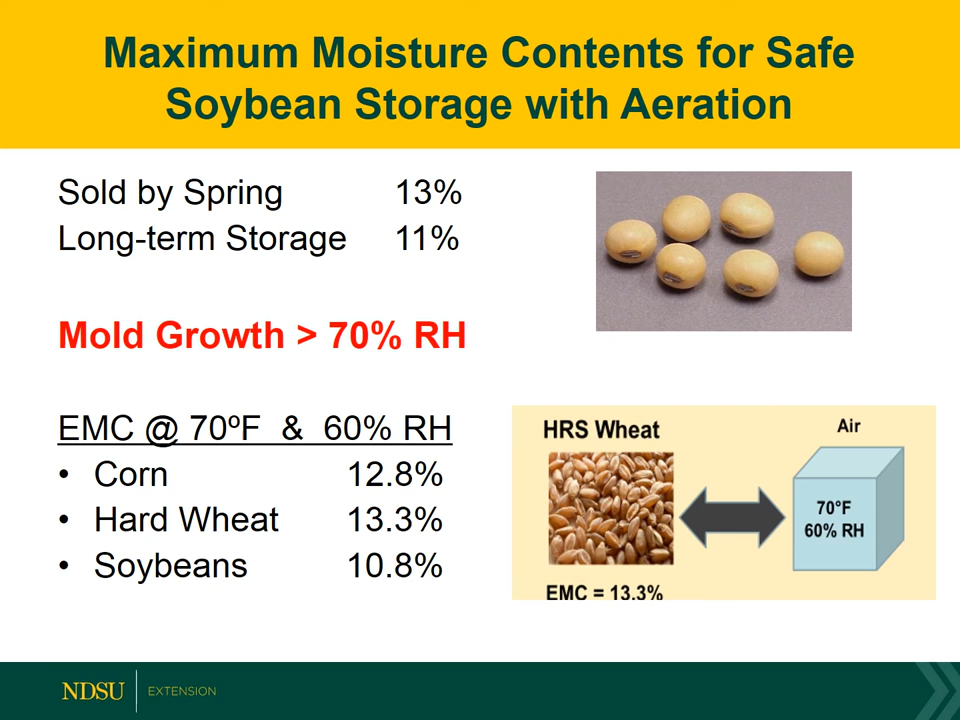 Maximum Moisture Contents for Safe
Soybean Storage with Aeration
Sold by Spring 13%
Long-term Storage 11%
Mold Growth > 70% RH
EMC @ 70ºF & 60% RH
• Corn 12.8%
• Hard Wheat 13.3%
• Soybeans 10.8%
HRS Wheat
Air
70°F
60% RH
EMC = 13.3%
NDSU EXTENSION